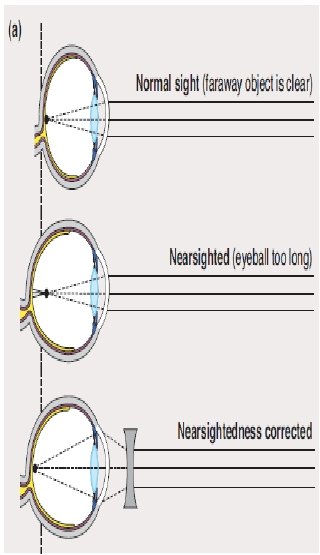 (a)
Normal sight (faraway object is clear)
Nearsighted (eyeball too long)
Nearsightedness corrected